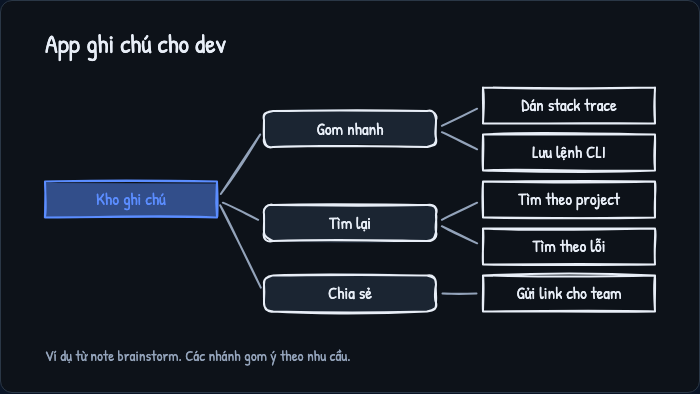 App ghi chú cho dev
Kho ghi chú
Gom nhanh
Dán stack trace
Lưu lệnh CLI
Tìm lại
Tìm theo project
Tìm theo lỗi
Chia sẻ
Gửi link cho team
Ví dụ từ note brainstorm. Các nhánh gom ý theo nhu cầu.